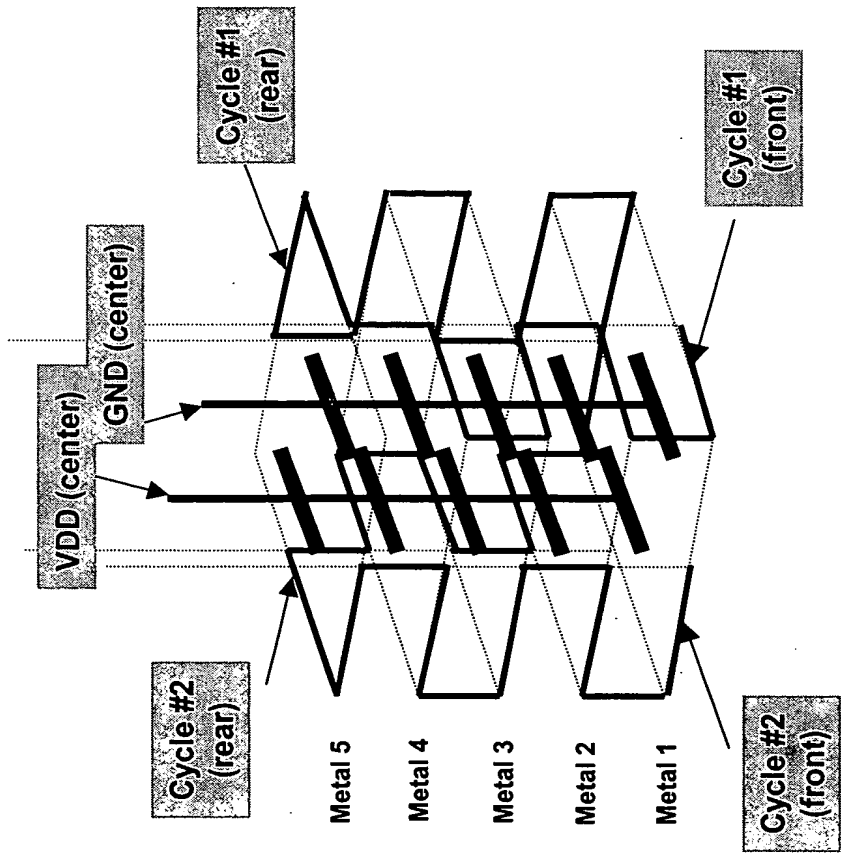 VDD (center)
GND (center)
Cycle #1
(rear)
Cycle #2
(rear)
Metal 5
Metal 4
Metal 3
Metal 2
Metal 1
Cycle #2
(front)
Cycle #1
(front)